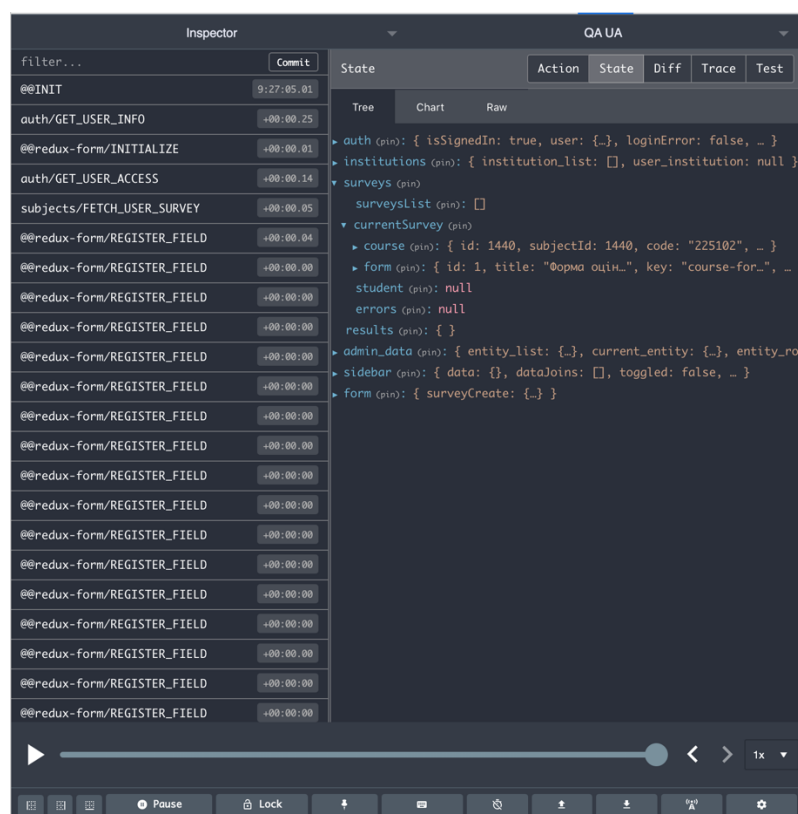 Inspector
QA UA
filter...
Commit
@@INIT
9:27:05.01
auth/GET_USER_INFO
+00:00.25
@@redux-form/INITIALIZE
+00:00.01
auth/GET_USER_ACCESS
+00:00.14
subjects/FETCH_USER_SURVEY
+00:00.05
@@redux-form/REGISTER_FIELD
+00:00.04
@@redux-form/REGISTER_FIELD
+00:00.00
@@redux-form/REGISTER_FIELD
+00:00:00
@@redux-form/REGISTER_FIELD
+00:00:00
@@redux-form/REGISTER_FIELD
+00:00:00
@@redux-form/REGISTER_FIELD
+00:00:00
@@redux-form/REGISTER_FIELD
+00:00:00
@@redux-form/REGISTER_FIELD
+00:00.00
@@redux-form/REGISTER_FIELD
+00:00:00
@@redux-form/REGISTER_FIELD
+00:00:00
@@redux-form/REGISTER_FIELD
+00:00:00
@@redux-form/REGISTER_FIELD
+00:00:00
@@redux-form/REGISTER_FIELD
+00:00:00
@@redux-form/REGISTER_FIELD
+00:00:00
@@redux-form/REGISTER_FIELD
+00:00.00
@@redux-form/REGISTER_FIELD
+00:00:00
@@redux-form/REGISTER_FIELD
+00:00:00
State
Action State Diff Trace Test
Tree Chart Raw
auth (pin): { isSignedIn: true, user: {…}, loginError: false, … }
institutions (pin): { institution_list: [], user_institution: null }
surveys (pin)
surveysList (pin): []
currentSurvey (pin)
course (pin): { id: 1440, subjectId: 1440, code: "225102", … }
form (pin): { id: 1, title: "Форма оцін…", key: "course-for…", …
student (pin): null
errors (pin): null
results (pin): { }
admin_data (pin): { entity_list: {…}, current_entity: {…}, entity_ro
sidebar (pin): { data: {}, dataJoins: [], toggled: false, … }
form (pin): { surveyCreate: {…} }
1x
Pause
Lock